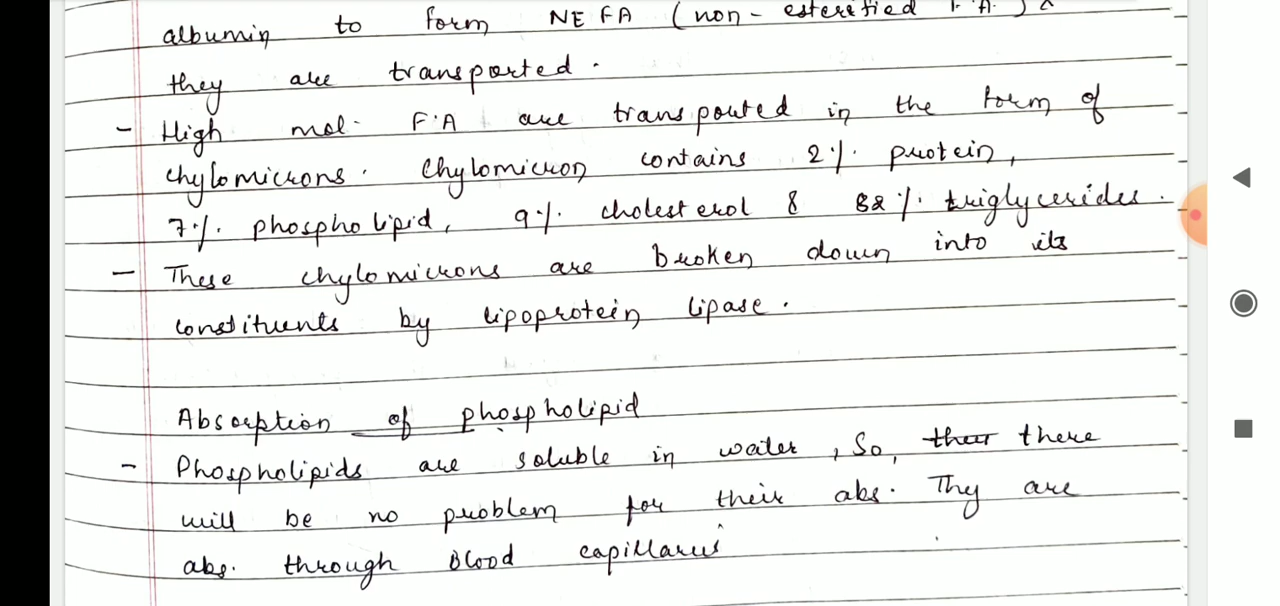 albumin to form NEFA (non-esterified F.A.) &
they are transported.
- High mol. F.A are transported in the form of
chylomicrons. Chylomicron contains 2%. protein,
7%. phospholipid, 9%. cholesterol & 82%. triglycerides.
- These chylomicrons are broken down into its
constituents by lipoprotein lipase.
Absorption of phospholipid
- Phospholipids are soluble in water, So, their there
will be no problem for their abs. Thy are
abs. through blood capillarus